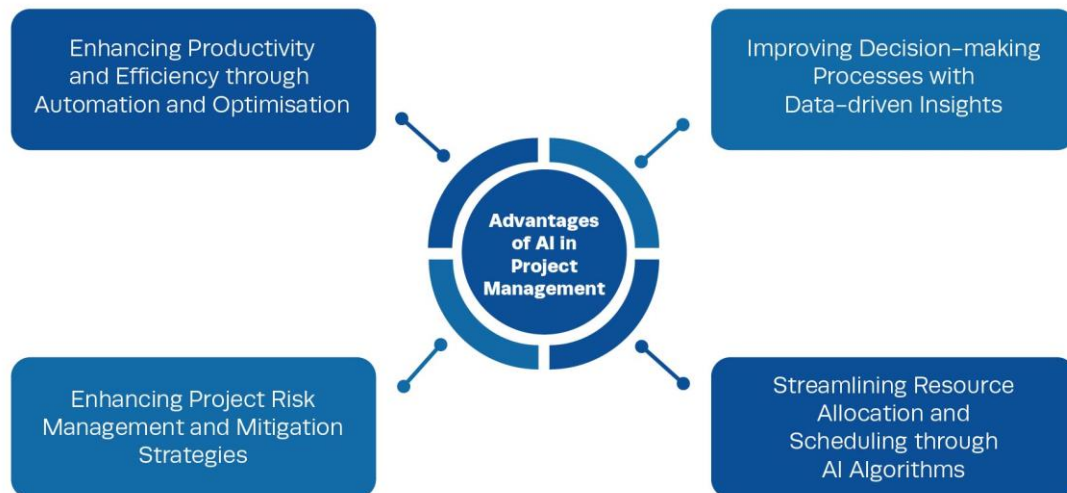 Enhancing Productivity
and Efficiency through
Automation and Optimisation
Improving Decision-making
Processes with
Data-driven Insights
Advantages
of AI in
Project
Management
Enhancing Project Risk
Management and Mitigation
Strategies
Streamlining Resource
Allocation and
Scheduling through
AI Algorithms